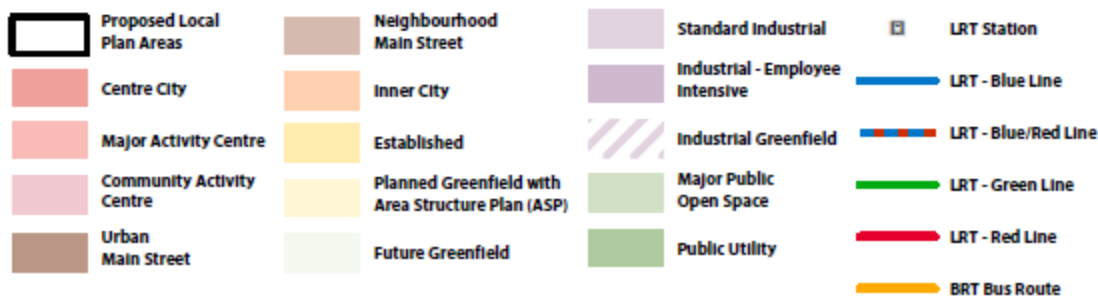 Proposed Local
Plan Areas
Centre City
Major Activity Centre
Community Activity
Centre
Urban
Main Street
Neighbourhood
Main Street
Inner City
Established
Planned Greenfield with
Area Structure Plan (ASP)
Future Greenfield
Standard Industrial
Industrial - Employee
Intensive
Industrial Greenfield
Major Public
Open Space
Public Utility
LRT Station
LRT - Blue Line
LRT - Blue/Red Line
LRT - Green Line
LRT - Red Line
BRT Bus Route